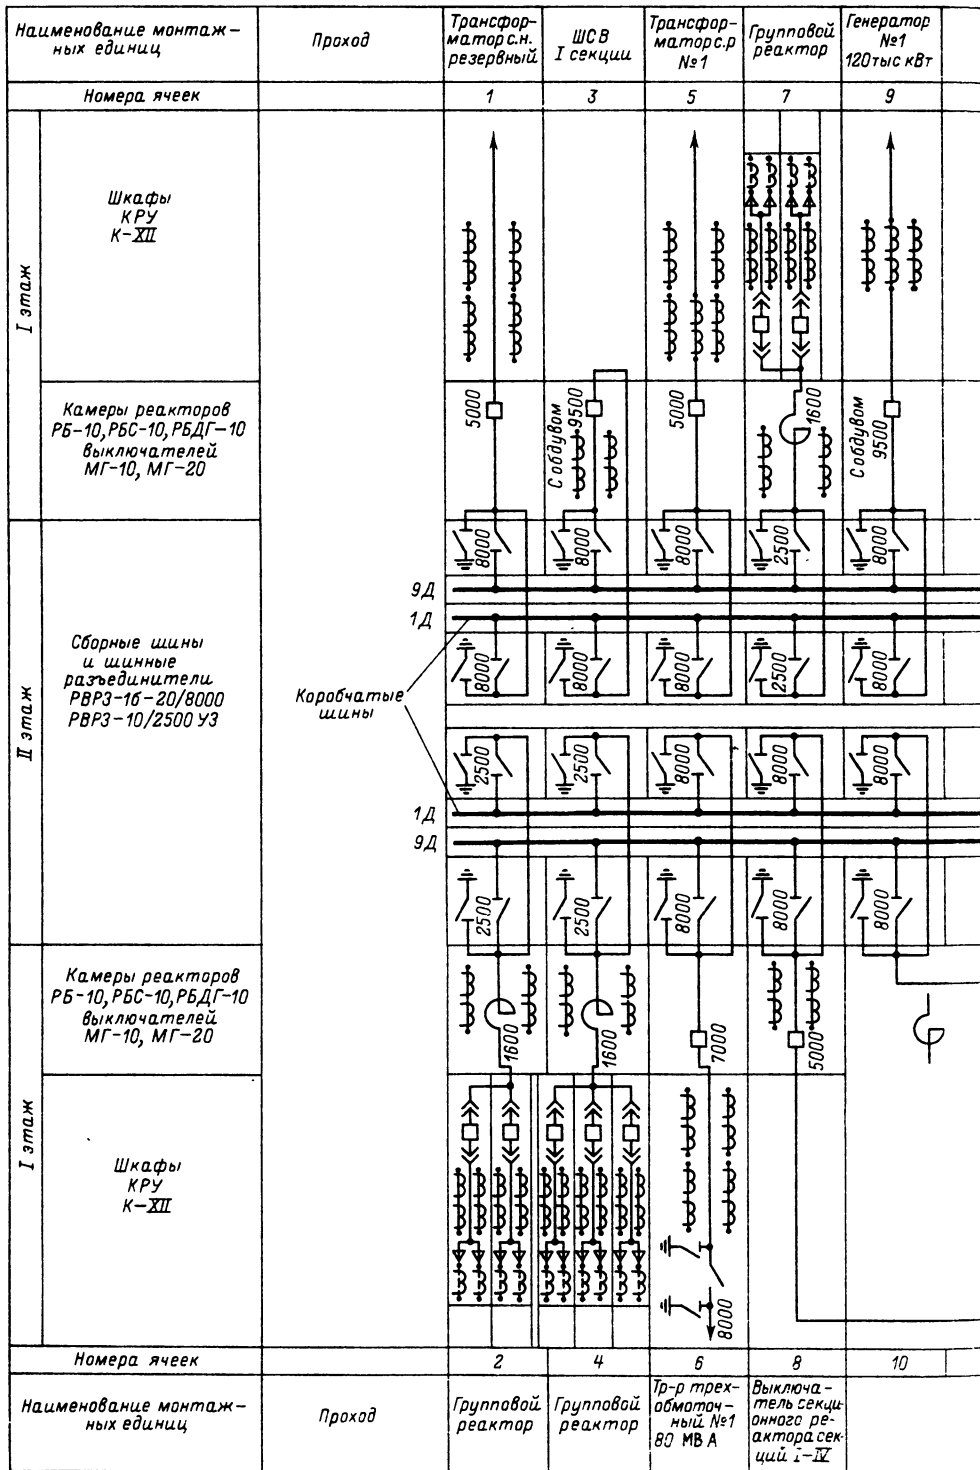 Наименование монтаж-
ных единиц
Проход
Трансфор-
матор с.н.
резервный
ШСВ
I секции
Трансфор-
матор с.р
№1
Групповой
реактор
Генератор
№1
120тыс кВт
Номера ячеек
1
3
5
7
9
I этаж
Шкафы
КРУ
К-XII
Камеры реакторов
РБ-10, РБС-10, РБДГ-10
выключателей
МГ-10, МГ-20
5000
С обдувом
9500
5000
1600
С обдувом
9500
II этаж
Сборные шины
и шинные
разъединители
РВРЗ-1б-20/8000
РВРЗ-10/2500 У3
8000
8000
8000
2500
8000
9Д
1Д
Коробчатые
шины
8000
8000
8000
2500
8000
2500
2500
8000
8000
8000
1Д
9Д
2500
2500
8000
8000
8000
I этаж
Камеры реакторов
РБ-10, РБС-10, РБДГ-10
выключателей
МГ-10, МГ-20
1600
1600
7000
5000
Шкафы
КРУ
К-XII
8000
Номера ячеек
2
4
6
8
10
Наименование монтаж-
ных единиц
Проход
Групповой
реактор
Групповой
реактор
Тр-р трех-
обмоточ-
ный №1
80 МВА
Выключа-
тель секци-
онного ре-
актора сек-
ций I-IV